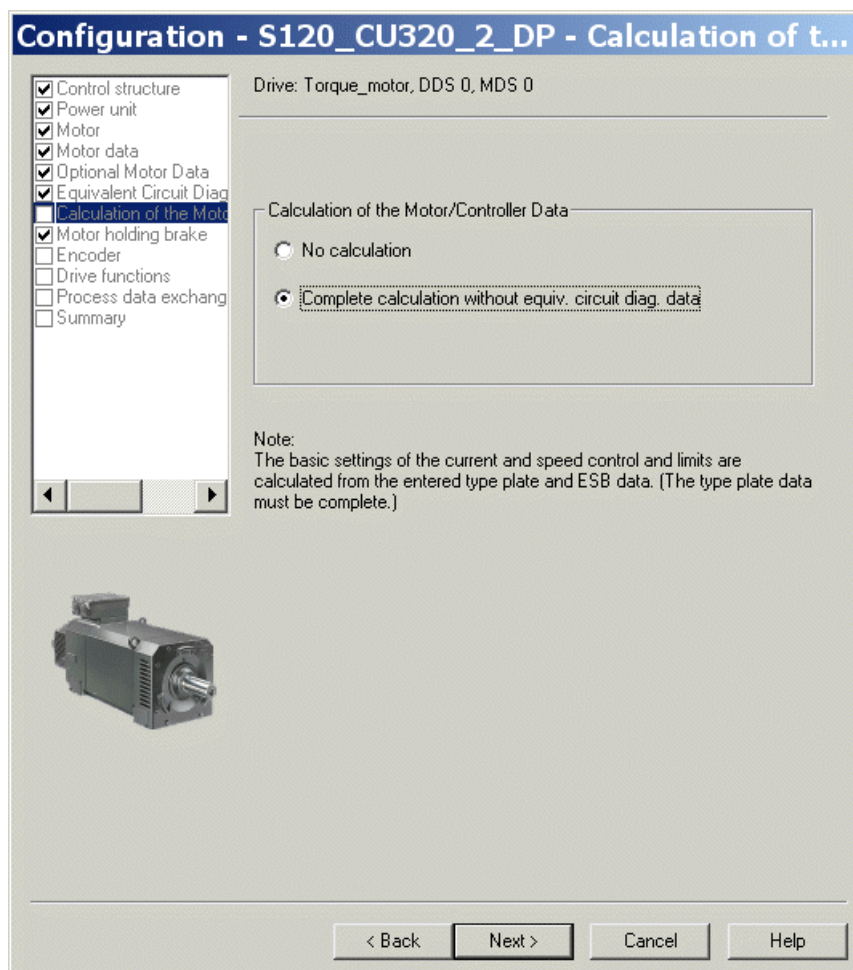 Configuration - S120_CU320_2_DP - Calculation of t...
Control structure
Power unit
Motor
Motor data
Optional Motor Data
Equivalent Circuit Diag
Calculation of the Moto
Motor holding brake
Encoder
Drive functions
Process data exchang
Summary
Drive: Torque_motor, DDS 0, MDS 0
Calculation of the Motor/Controller Data
No calculation
Complete calculation without equiv. circuit diag. data
Note:
The basic settings of the current and speed control and limits are
calculated from the entered type plate and ESB data. (The type plate data
must be complete.)
< Back
Next >
Cancel
Help